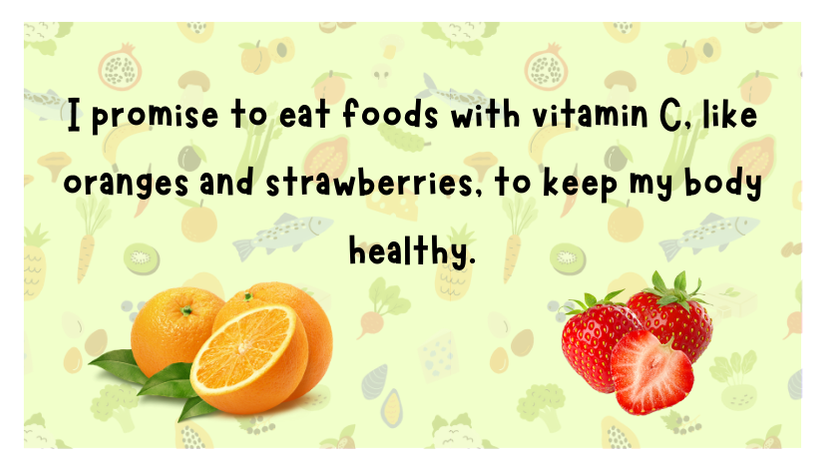 I promise to eat foods with vitamin C, like
oranges and strawberries, to keep my body
healthy.